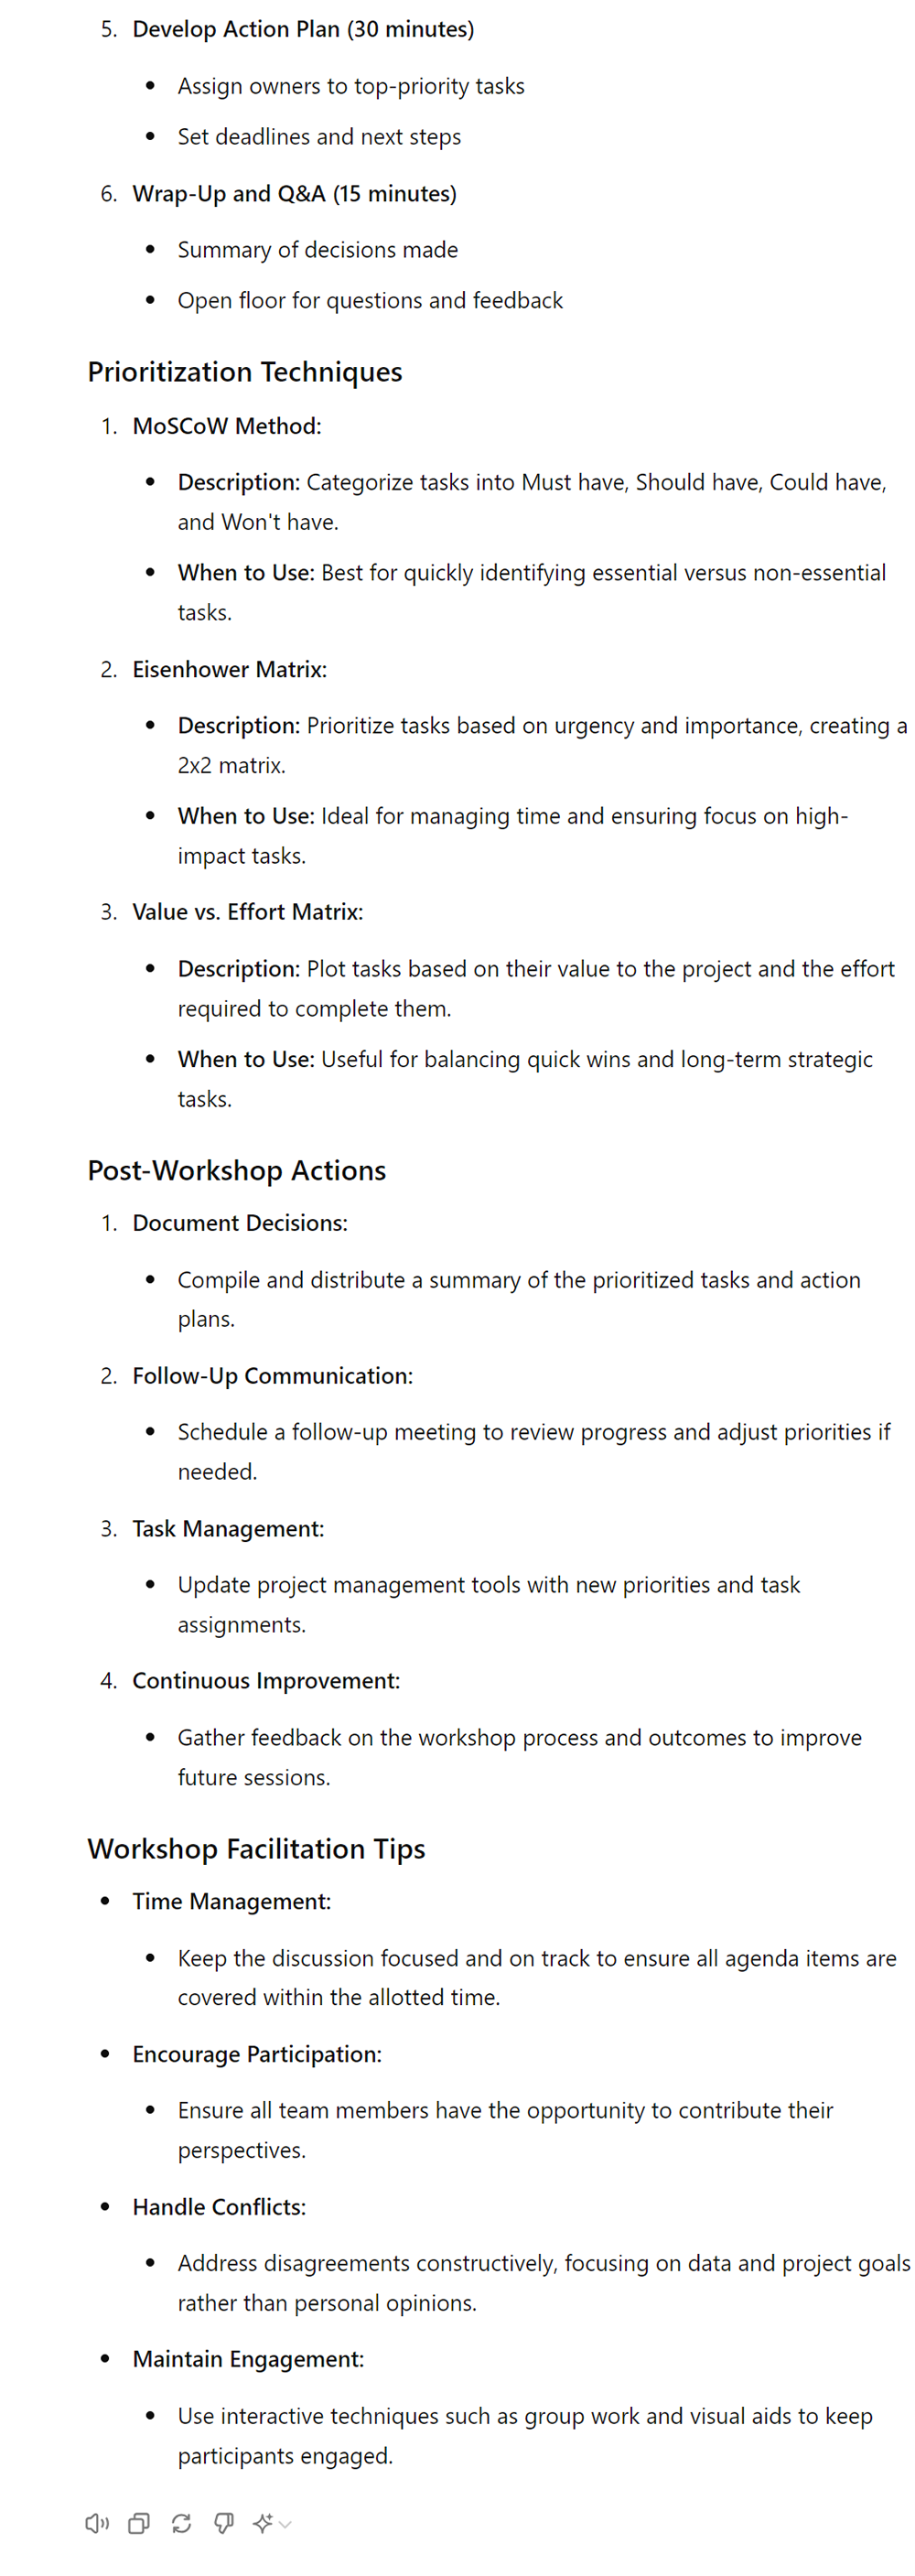 5. Develop Action Plan (30 minutes)
• Assign owners to top-priority tasks
• Set deadlines and next steps
6. Wrap-Up and Q&A (15 minutes)
• Summary of decisions made
• Open floor for questions and feedback
Prioritization Techniques
1. MoSCoW Method:
• Description: Categorize tasks into Must have, Should have, Could have,
and Won't have.
• When to Use: Best for quickly identifying essential versus non-essential
tasks.
2. Eisenhower Matrix:
• Description: Prioritize tasks based on urgency and importance, creating a
2x2 matrix.
• When to Use: Ideal for managing time and ensuring focus on high-
impact tasks.
3. Value vs. Effort Matrix:
• Description: Plot tasks based on their value to the project and the effort
required to complete them.
• When to Use: Useful for balancing quick wins and long-term strategic
tasks.
Post-Workshop Actions
1. Document Decisions:
• Compile and distribute a summary of the prioritized tasks and action
plans.
2. Follow-Up Communication:
• Schedule a follow-up meeting to review progress and adjust priorities if
needed.
3. Task Management:
• Update project management tools with new priorities and task
assignments.
4. Continuous Improvement:
• Gather feedback on the workshop process and outcomes to improve
future sessions.
Workshop Facilitation Tips
• Time Management:
• Keep the discussion focused and on track to ensure all agenda items are
covered within the allotted time.
• Encourage Participation:
• Ensure all team members have the opportunity to contribute their
perspectives.
• Handle Conflicts:
• Address disagreements constructively, focusing on data and project goals
rather than personal opinions.
• Maintain Engagement:
• Use interactive techniques such as group work and visual aids to keep
participants engaged.